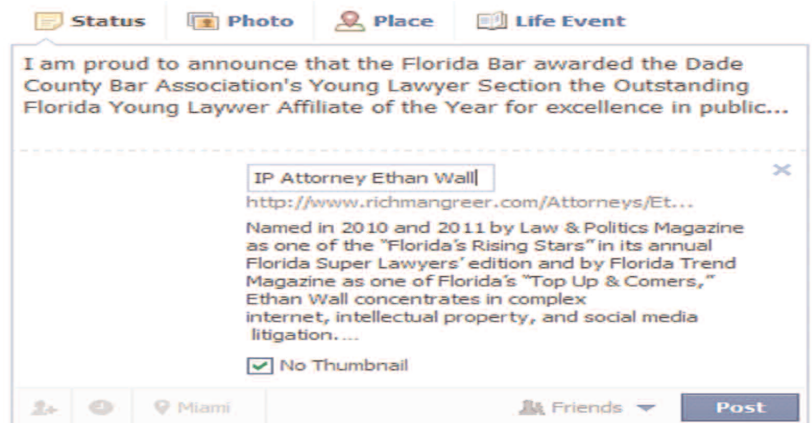 Status Photo Place Life Event
I am proud to announce that the Florida Bar awarded the Dade
County Bar Association's Young Lawyer Section the Outstanding
Florida Young Laywer Affiliate of the Year for excellence in public...
IP Attorney Ethan Wall
http://www.richmangreer.com/Attorneys/Et...
Named in 2010 and 2011 by Law & Politics Magazine
as one of the "Florida's Rising Stars" in its annual
Florida Super Lawyers' edition and by Florida Trend
Magazine as one of Florida's "Top Up & Comers,"
Ethan Wall concentrates in complex
internet, intellectual property, and social media
litigation....
No Thumbnail
Miami Friends Post